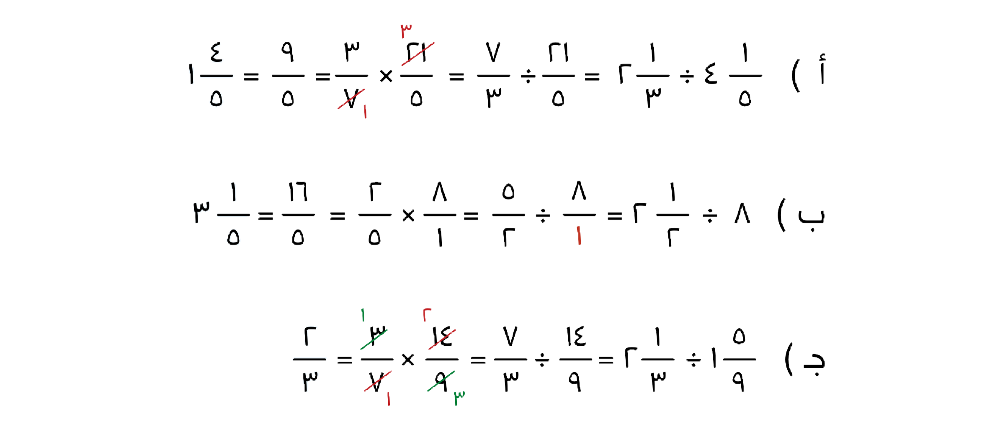 أ ) ٤ ١/٥ ÷ ٢ ١/٣ = ٢١/٥ ÷ ٧/٣ = ٢١/٥ ٣ × ٣/٧ ١ = ٩/٥ = ١ ٤/٥
ب ) ٨ ÷ ٢ ١/٢ = ٨/١ ÷ ٥/٢ = ٨/١ × ٢/٥ = ١٦/٥ = ٣ ١/٥
جـ ) ١ ٥/٩ ÷ ٢ ١/٣ = ١٤/٩ ÷ ٧/٣ = ١٤/٩ ٢ ٣ × ٣/٧ ١ ١ = ٢/٣